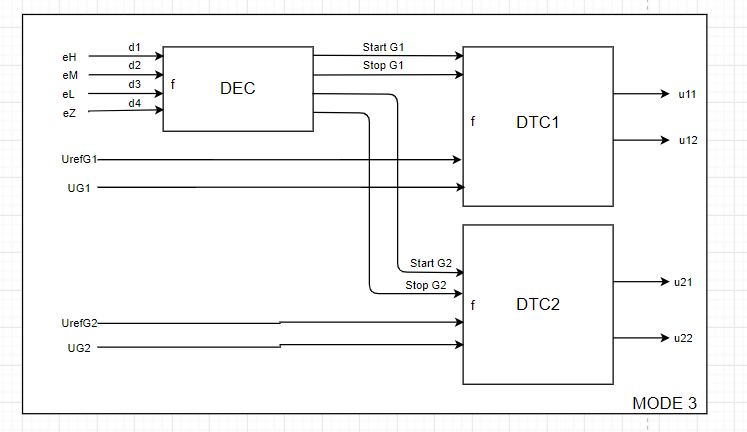 d1
Start G1
eH
d2
Stop G1
eM
f
DEC
d3
eL
u11
d4
eZ
f
DTC1
u12
UrefG1
UG1
Start G2
u21
Stop G2
f
DTC2
UrefG2
u22
UG2
MODE 3